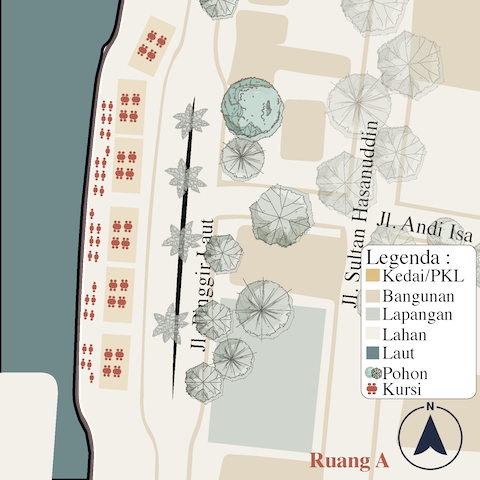 Jl. Pinggir Laut
Jl. Sultan Hasanuddin
Jl. Andi Isa
Legenda :
Kedai/PKL
Bangunan
Lapangan
Lahan
Laut
Pohon
Kursi
N
Ruang A